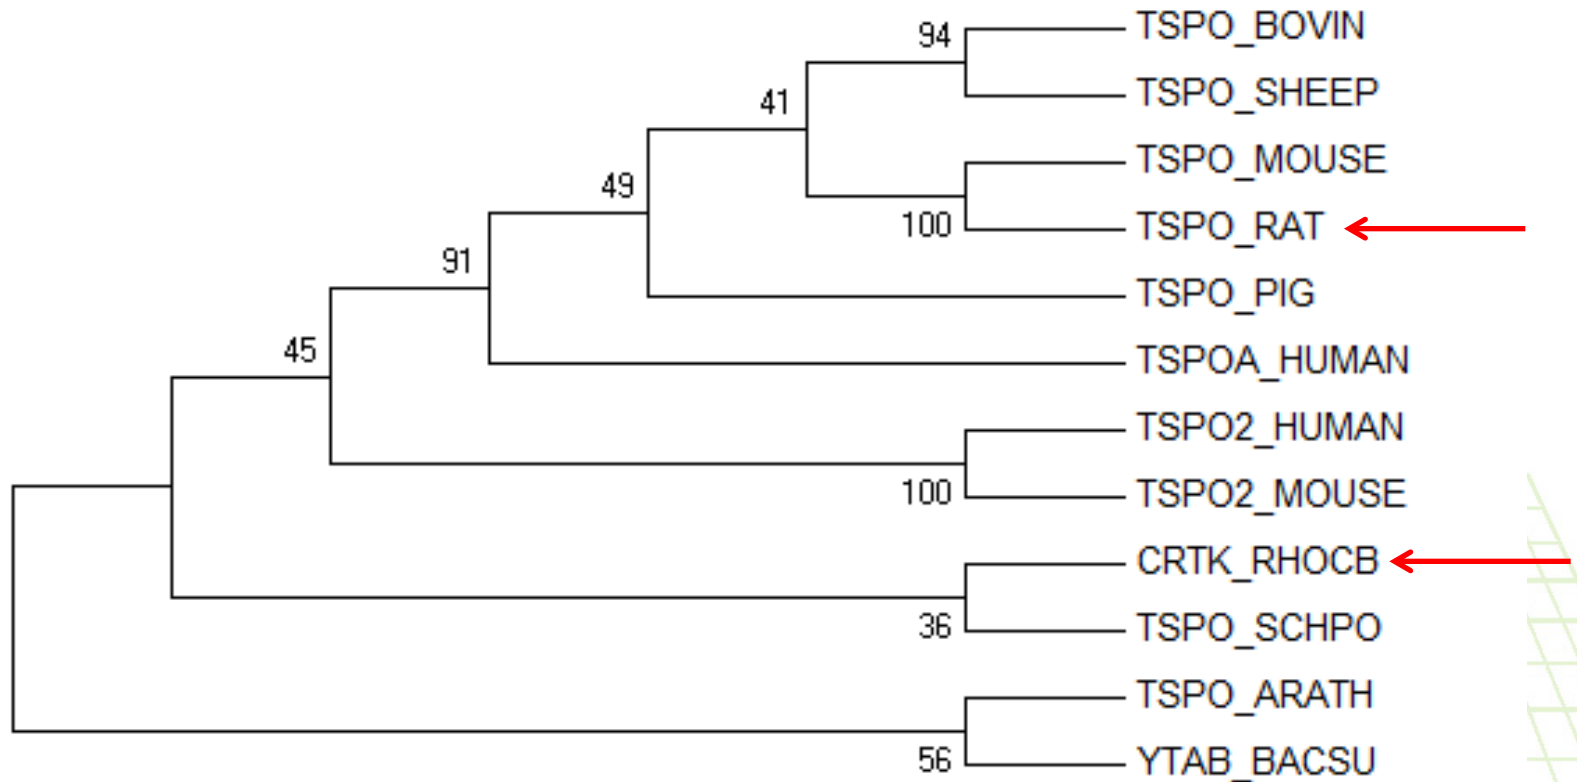 94
TSPO_BOVIN
TSPO_SHEEP
41
TSPO_MOUSE
49
100
TSPO_RAT
91
TSPO_PIG
45
TSPOA_HUMAN
TSPO2_HUMAN
100
TSPO2_MOUSE
CRTK_RHOCB
36
TSPO_SCHPO
TSPO_ARATH
56
YTAB_BACSU